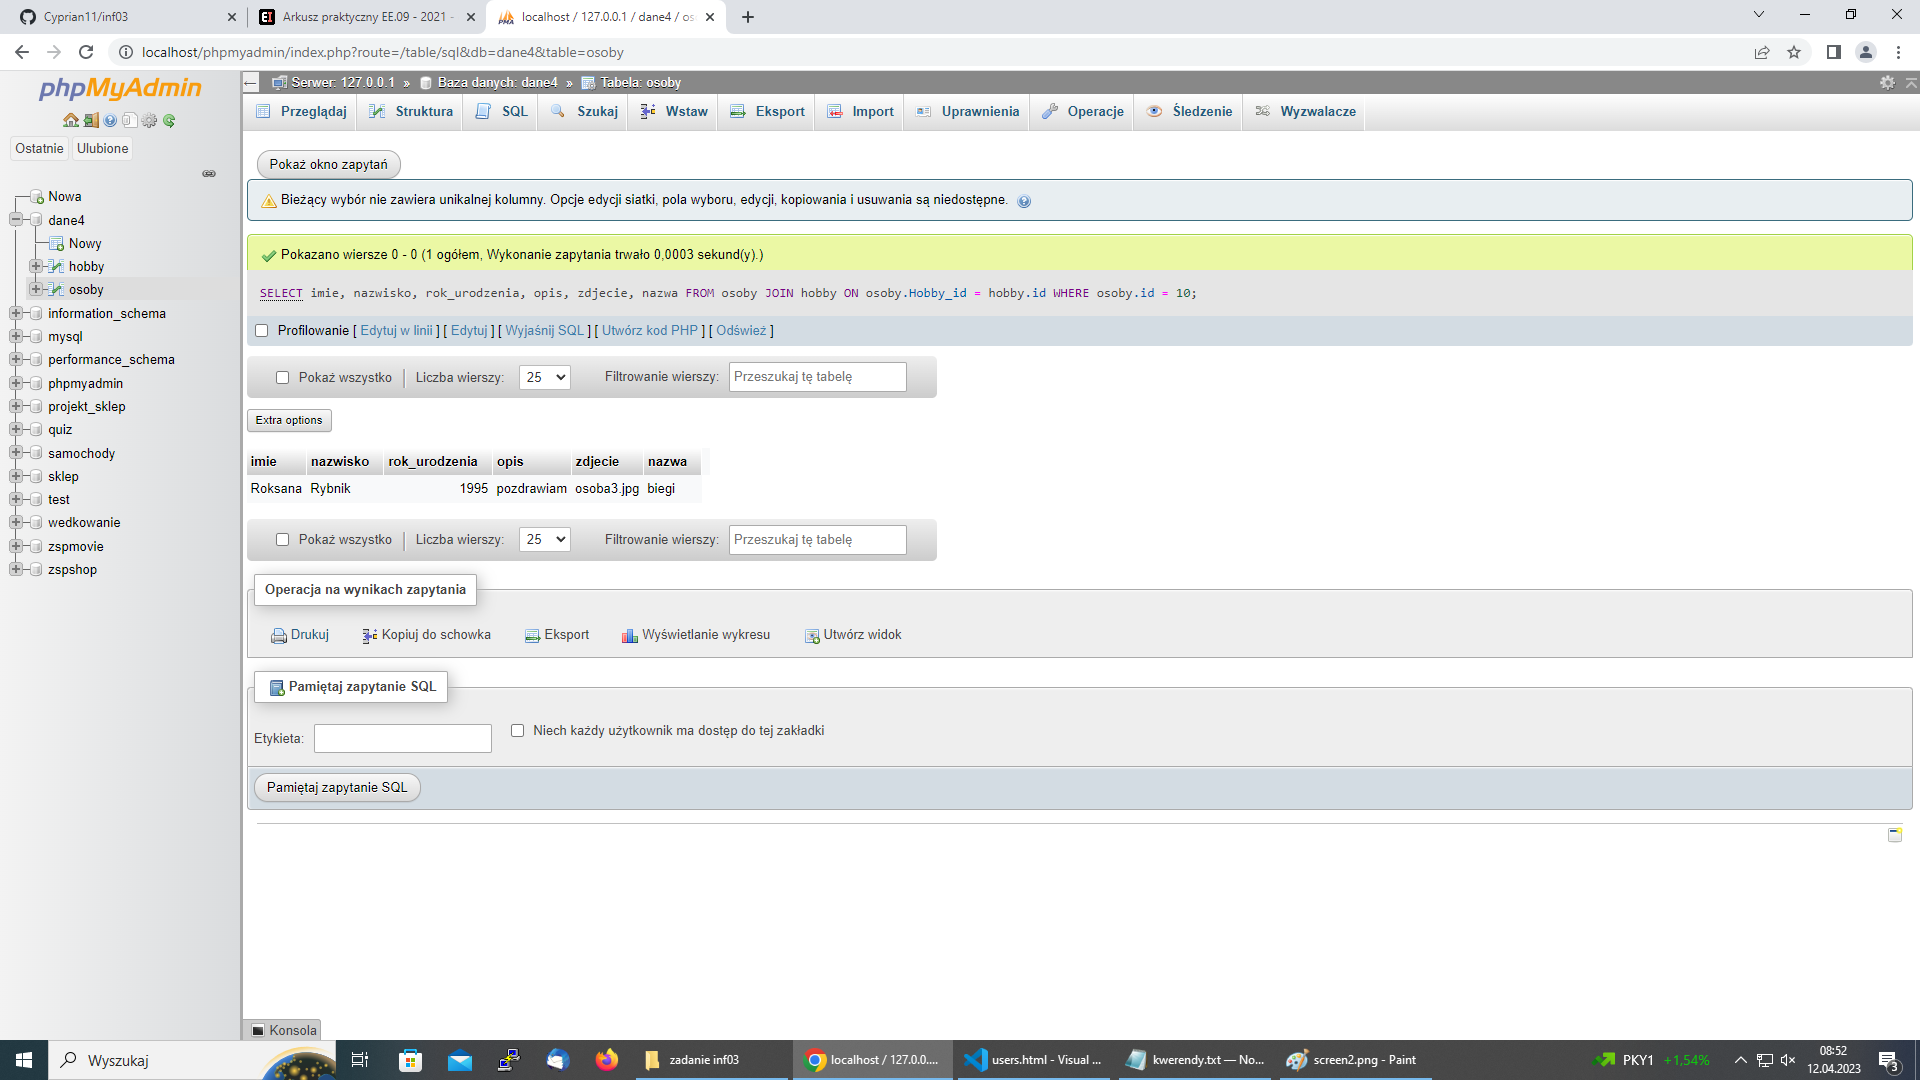 Cyprian11/inf03
EI Arkusz praktyczny EE.09 - 2021 -
localhost / 127.0.0.1 / dane4 / os
localhost/phpmyadmin/index.php?route=/table/sql&db=dane4&table=osoby
phpMyAdmin
Ostatnie Ulubione
Nowa
dane4
Nowy
hobby
osoby
information_schema
mysql
performance_schema
phpmyadmin
projekt_sklep
quiz
samochody
sklep
test
wedkowanie
zspmovie
zspshop
Serwer: 127.0.0.1 » Baza danych: dane4 » Tabela: osoby
Przeglądaj Struktura SQL Szukaj Wstaw Eksport Import Uprawnienia Operacje Śledzenie Wyzwalacze
Pokaż okno zapytań
Bieżący wybór nie zawiera unikalnej kolumny. Opcje edycji siatki, pola wyboru, edycji, kopiowania i usuwania są niedostępne.
Pokazano wiersze 0 - 0 (1 ogółem, Wykonanie zapytania trwało 0,0003 sekund(y).)
SELECT imie, nazwisko, rok_urodzenia, opis, zdjecie, nazwa FROM osoby JOIN hobby ON osoby.Hobby_id = hobby.id WHERE osoby.id = 10;
Profilowanie [ Edytuj w linii ] [ Edytuj ] [ Wyjaśnij SQL ] [ Utwórz kod PHP ] [ Odśwież ]
Pokaż wszystko Liczba wierszy: 25 Filtrowanie wierszy: Przeszukaj tę tabelę
Extra options
imie nazwisko rok_urodzenia opis zdjecie nazwa
Roksana Rybnik 1995 pozdrawiam osoba3.jpg biegi
Pokaż wszystko Liczba wierszy: 25 Filtrowanie wierszy: Przeszukaj tę tabelę
Operacja na wynikach zapytania
Drukuj Kopiuj do schowka Eksport Wyświetlanie wykresu Utwórz widok
Pamiętaj zapytanie SQL
Etykieta: Niech każdy użytkownik ma dostęp do tej zakładki
Pamiętaj zapytanie SQL
Konsola
Wyszukaj
zadanie inf03
localhost / 127.0.0....
users.html - Visual ...
kwerendy.txt — No...
screen2.png - Paint
PKY1 +1,54%
08:52
12.04.2023
3